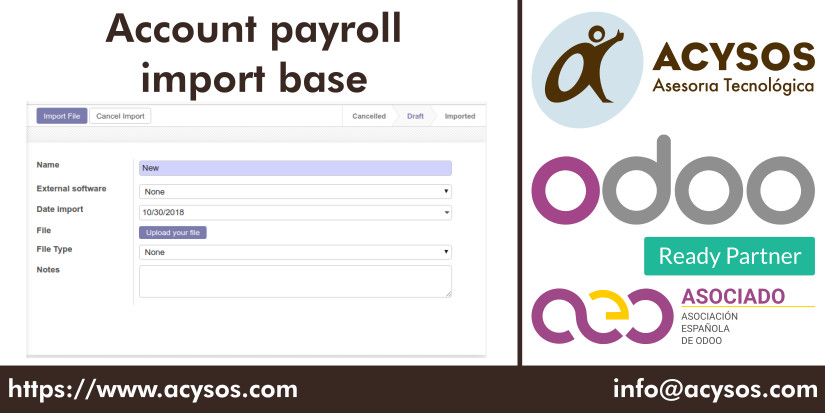 Account payroll
import base
Import File
Cancel Import
Cancelled
Draft
Imported
Name
New
External software
None
Date import
10/30/2018
File
Upload your file
File Type
None
Notes
ACYSOS
Asesoría Tecnológica
odoo
Ready Partner
aeo
ASOCIADO
ASOCIACIÓN
ESPAÑOLA
DE ODOO
https://www.acysos.com
info@acysos.com